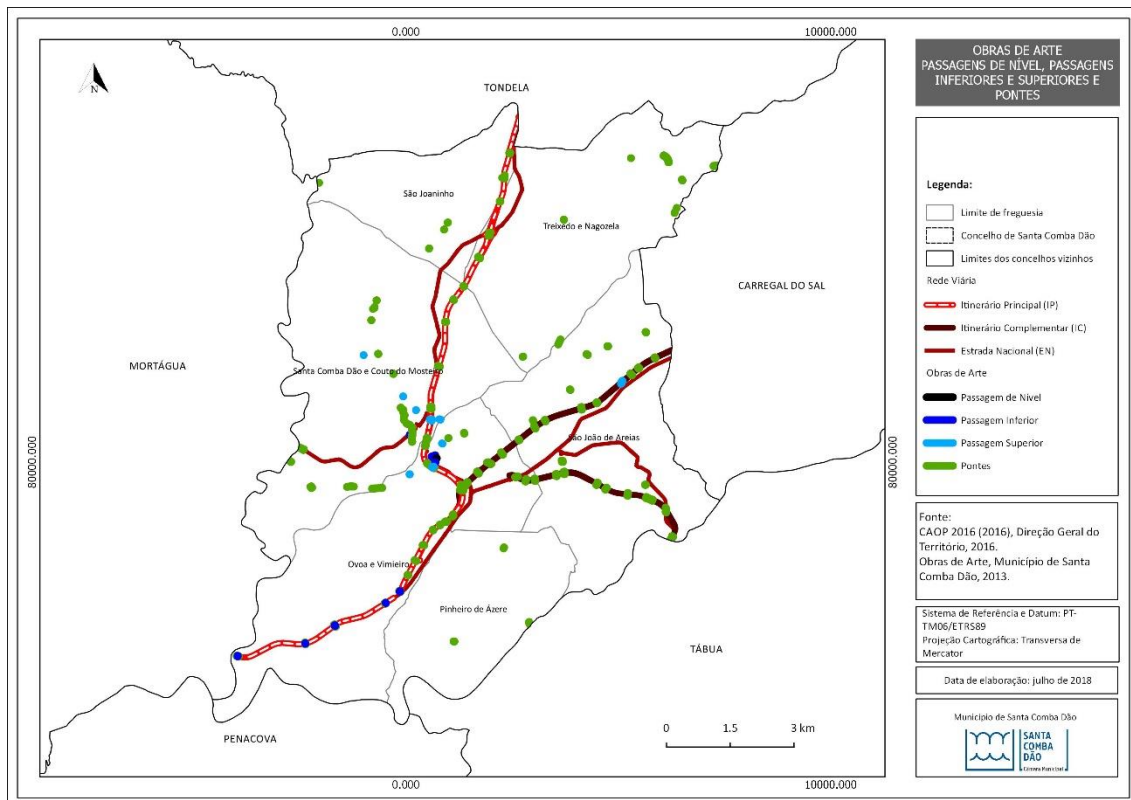 OBRAS DE ARTE
PASSAGENS DE NÍVEL, PASSAGENS
INFERIORES E SUPERIORES E
PONTES
0.000
10000.000
N
TONDELA
São Joaninho
Treixedo e Nagozela
CARREGAL DO SAL
MORTÁGUA
Santa Comba Dão e Couto do Mosteiro
São João de Areias
80000.000
80000.000
Ovoa e Vimieiro
Pinheiro de Ázere
TÁBUA
PENACOVA
0
1.5
3 km
0.000
10000.000
Legenda:
Limite de freguesia
Concelho de Santa Comba Dão
Limites dos concelhos vizinhos
Rede Viária
Itinerário Principal (IP)
Itinerário Complementar (IC)
Estrada Nacional (EN)
Obras de Arte
Passagem de Nível
Passagem Inferior
Passagem Superior
Pontes
Fonte:
CAOP 2016 (2016), Direção Geral do
Território, 2016.
Obras de Arte, Município de Santa
Comba Dão, 2013.
Sistema de Referência e Datum: PT-
TM06/ETRS89
Projeção Cartográfica: Transversa de
Mercator
Data de elaboração: julho de 2018
Município de Santa Comba Dão
SANTA
COMBA
DÃO
Câmara Municipal